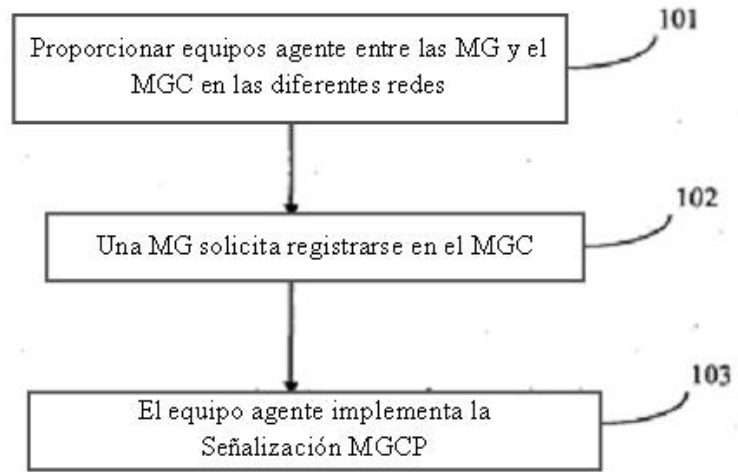 101
Proporcionar equipos agente entre las MG y el
MGC en las diferentes redes
102
Una MG solicita registrarse en el MGC
103
El equipo agente implementa la
Señalización MGCP